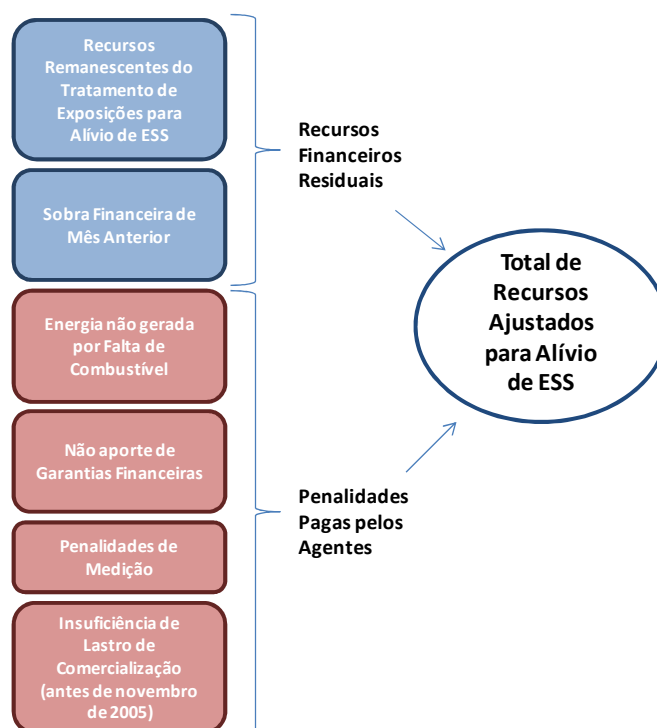 Recursos
Remanescentes do
Tratamento de
Exposições para
Alívio de ESS
Sobra Financeira de
Mês Anterior
Recursos
Financeiros
Residuais
Energia não gerada
por Falta de
Combustível
Não aporte de
Garantias Financeiras
Penalidades de
Medição
Insuficiência de
Lastro de
Comercialização
(antes de novembro
de 2005)
Penalidades
Pagas pelos
Agentes
Total de
Recursos
Ajustados
para Alívio
de ESS